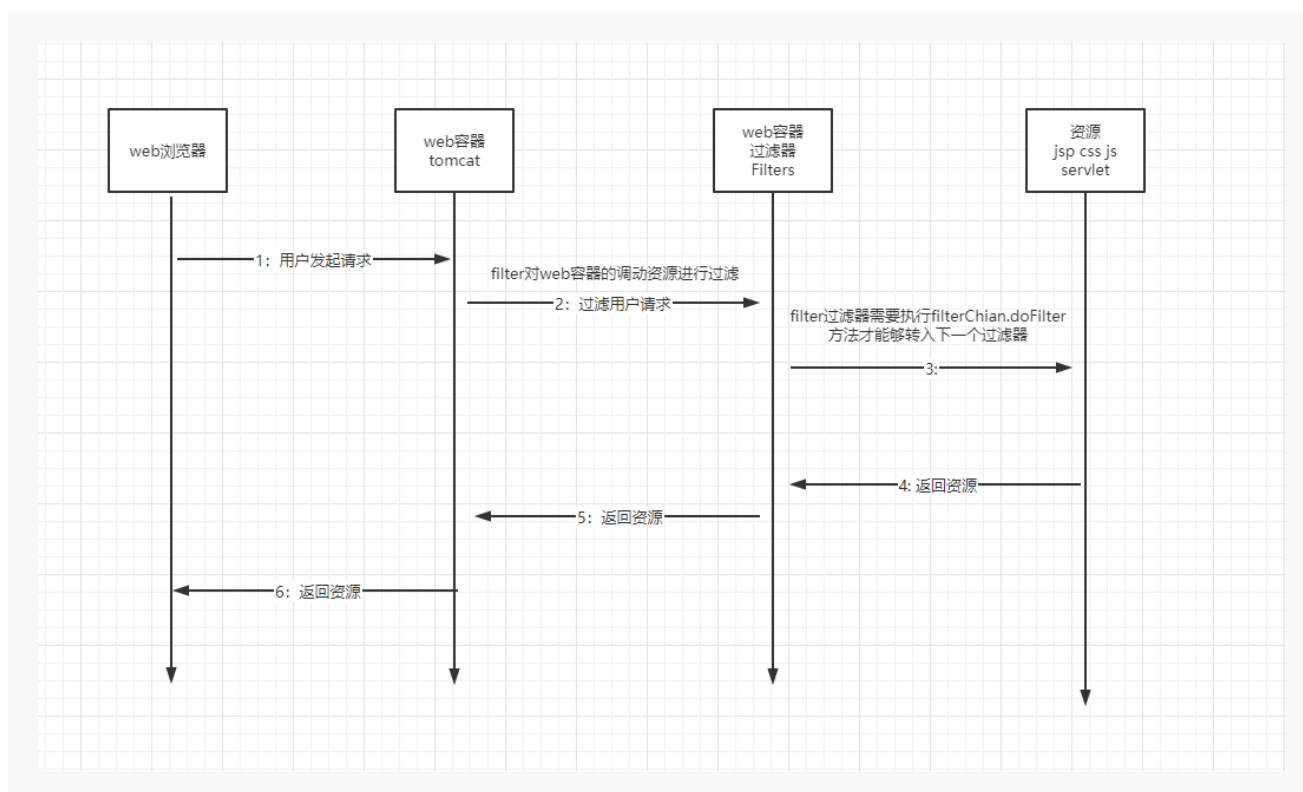 web浏览器
web容器
tomcat
web容器
过滤器
Filters
资源
jsp css js
servlet
1：用户发起请求
filter对web容器的调动资源进行过滤
2：过滤用户请求
filter过滤器需要执行filterChian.doFilter
方法才能够转入下一个过滤器
3:
4: 返回资源
5：返回资源
6：返回资源